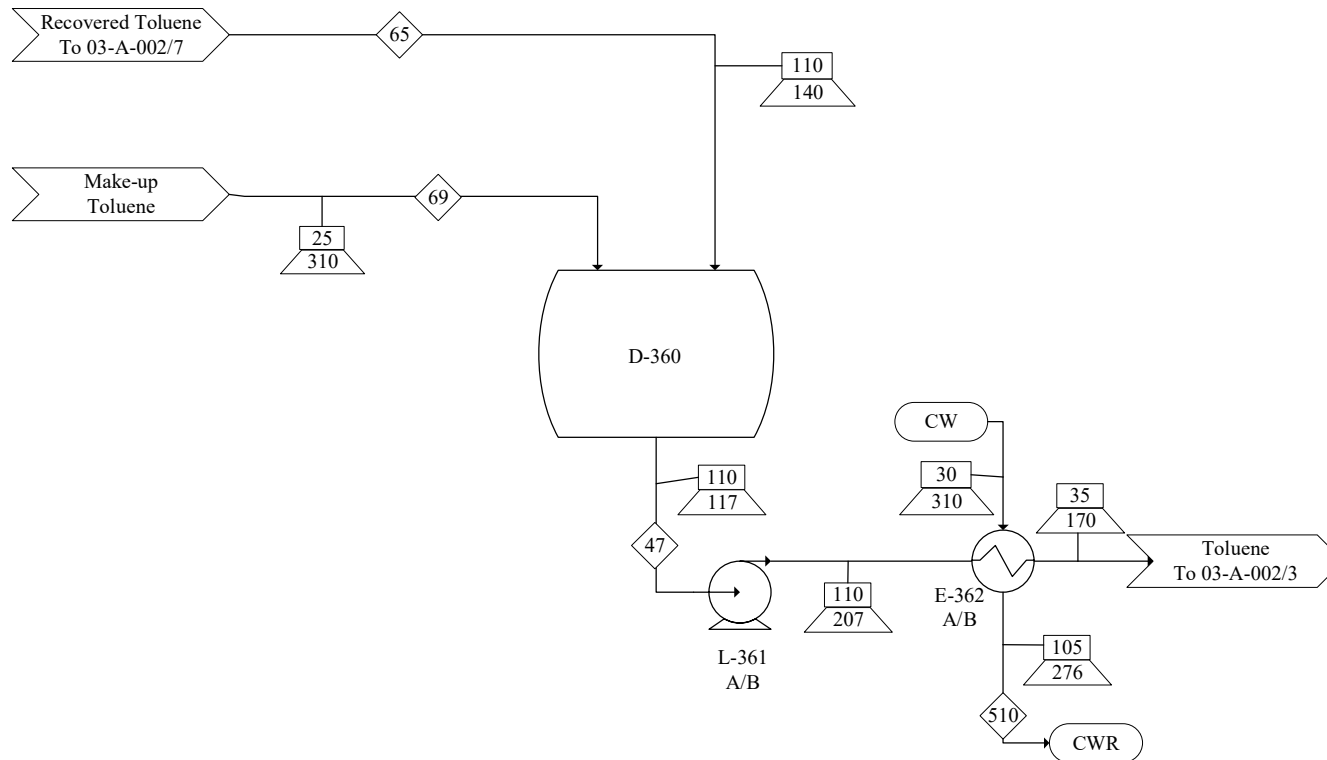 Recovered Toluene
To 03-A-002/7
65
110
140
Make-up
Toluene
69
25
310
D-360
CW
110
117
30
310
35
170
47
Toluene
To 03-A-002/3
110
207
E-362
A/B
L-361
A/B
105
276
510
CWR